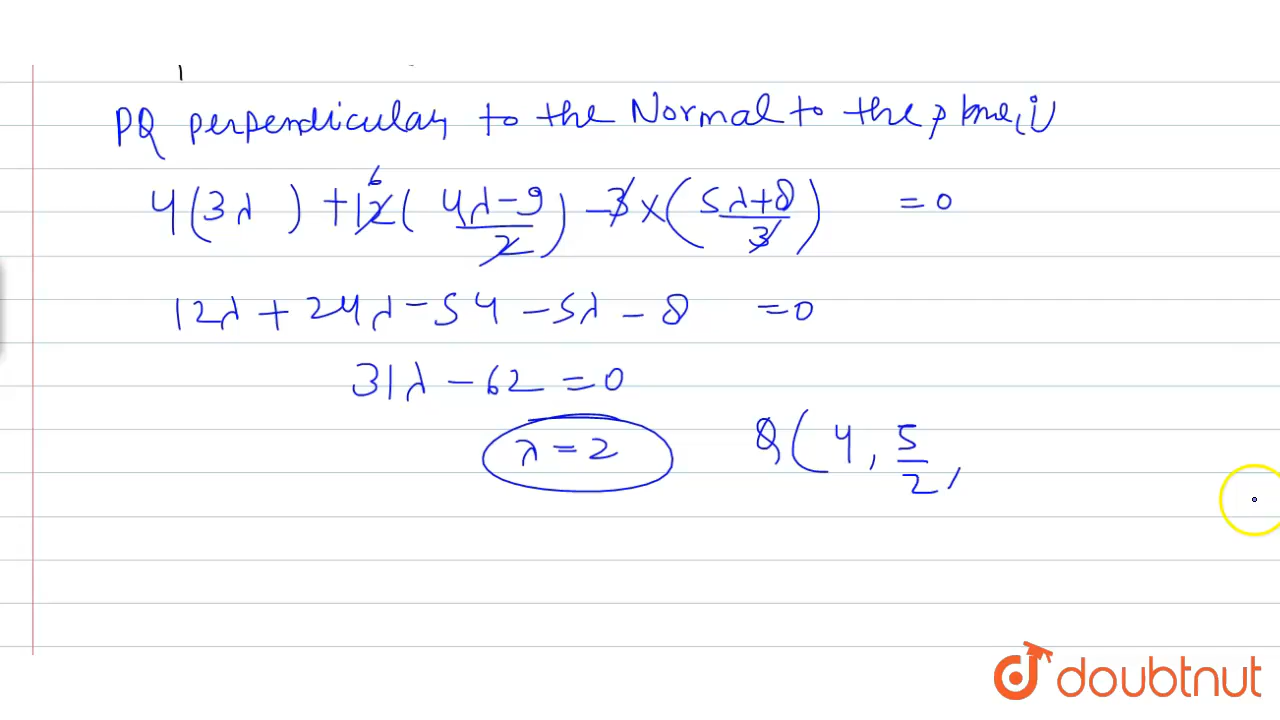 PQ perpendicular to the Normal to the plane, i)
4(3λ ) + 12( (4λ-9)/2 ) - 3 × ( (5λ+8)/3 ) = 0
6
12λ + 24λ - 54 - 5λ - 8 = 0
31λ - 62 = 0
λ = 2 Q( 4, 5/2,
doubtnut